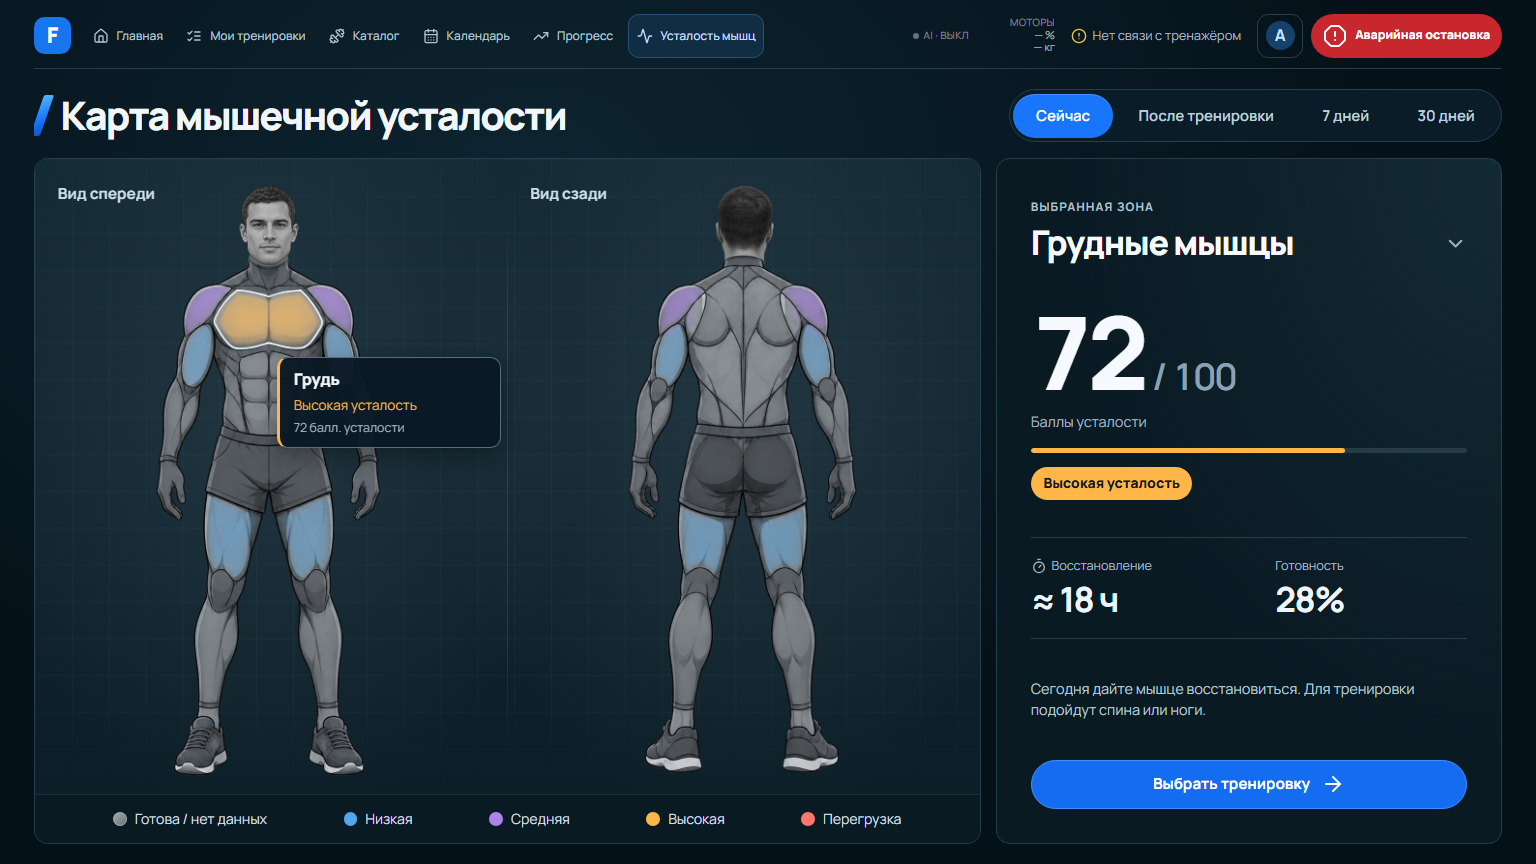 F
Главная
Мои тренировки
Каталог
Календарь
Прогресс
Усталость мышц
AI · ВЫКЛ
МОТОРЫ
— %
— кг
Нет связи с тренажёром
A
Аварийная остановка
Карта мышечной усталости
Сейчас
После тренировки
7 дней
30 дней
Вид спереди
Вид сзади
Грудь
Высокая усталость
72 балл. усталости
Готова / нет данных
Низкая
Средняя
Высокая
Перегрузка
ВЫБРАННАЯ ЗОНА
Грудные мышцы
72 / 100
Баллы усталости
Высокая усталость
Восстановление
≈ 18 ч
Готовность
28%
Сегодня дайте мышце восстановиться. Для тренировки
подойдут спина или ноги.
Выбрать тренировку